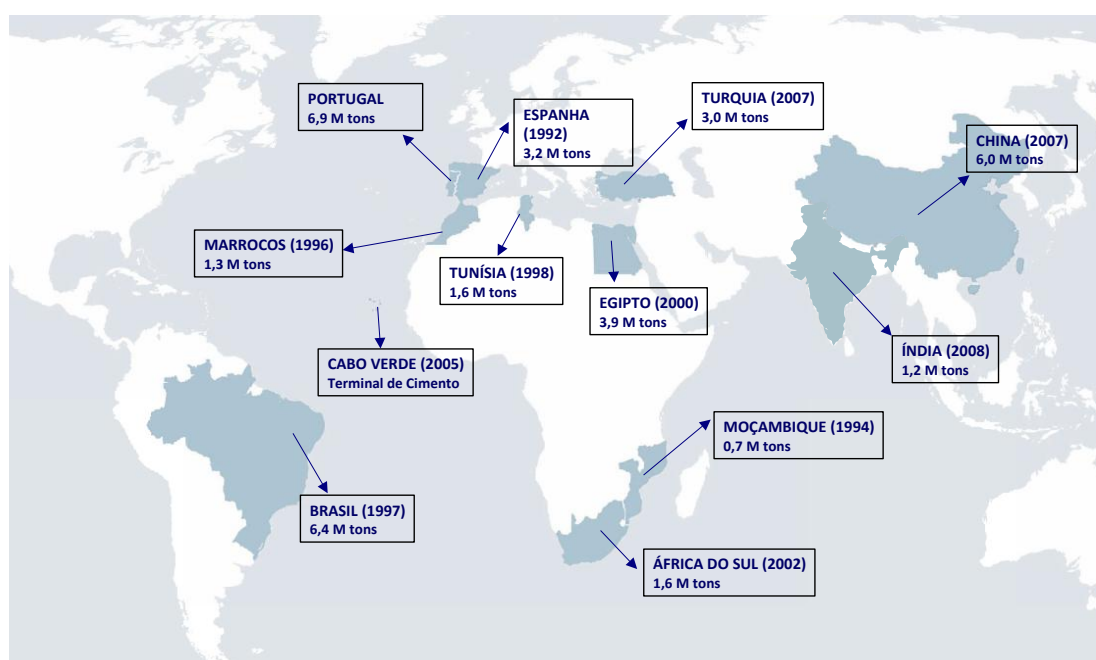 PORTUGAL
6,9 M tons
ESPANHA
(1992)
3,2 M tons
TURQUIA (2007)
3,0 M tons
CHINA (2007)
6,0 M tons
MARROCOS (1996)
1,3 M tons
TUNÍSIA (1998)
1,6 M tons
EGIPTO (2000)
3,9 M tons
CABO VERDE (2005)
Terminal de Cimento
ÍNDIA (2008)
1,2 M tons
MOÇAMBIQUE (1994)
0,7 M tons
BRASIL (1997)
6,4 M tons
ÁFRICA DO SUL (2002)
1,6 M tons